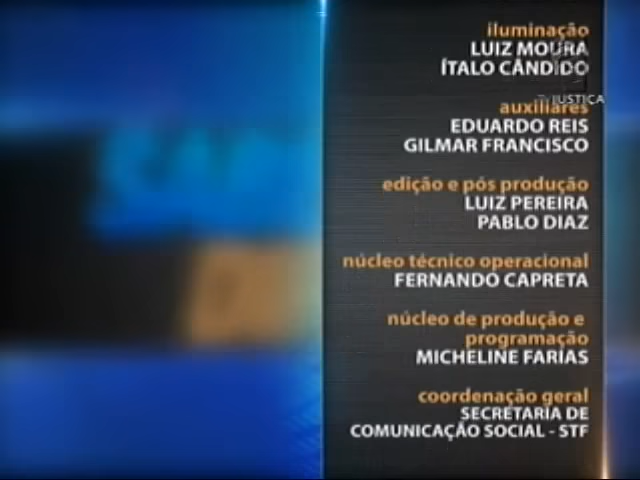 iluminação
LUIZ MOURA
ÍTALO CÂNDIDO
TV JUSTIÇA
auxiliares
EDUARDO REIS
GILMAR FRANCISCO
edição e pós produção
LUIZ PEREIRA
PABLO DIAZ
núcleo técnico operacional
FERNANDO CAPRETA
núcleo de produção e
programação
MICHELINE FARIAS
coordenação geral
SECRETARIA DE
COMUNICAÇÃO SOCIAL - STF